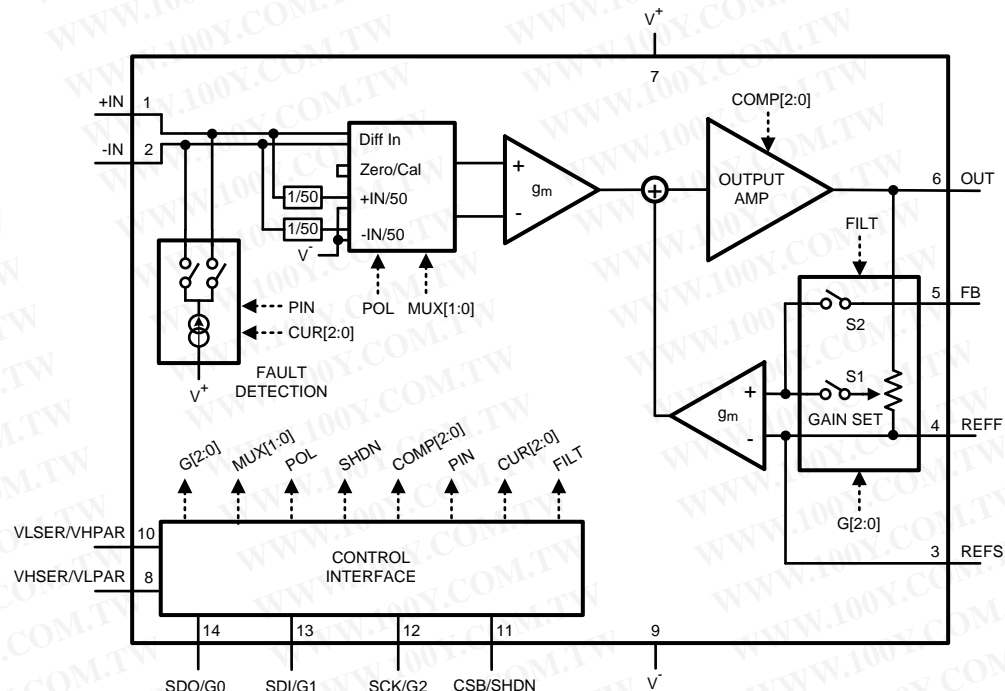 V+
7
+IN 1
-IN 2
Diff In
Zero/Cal
+IN/50
-IN/50
1/50
1/50
V-
POL MUX[1:0]
+
gm
-
+
COMP[2:0]
OUTPUT
AMP
6 OUT
FILT
5 FB
S2
S1
GAIN SET
+
gm
-
4 REFF
G[2:0]
3 REFS
PIN
CUR[2:0]
V+
FAULT
DETECTION
G[2:0]
MUX[1:0]
POL
SHDN
COMP[2:0]
PIN
CUR[2:0]
FILT
VLSER/VHPAR 10
VHSER/VLPAR 8
CONTROL
INTERFACE
14
13
12
11
9
SDO/G0
SDI/G1
SCK/G2
CSB/SHDN
V-
WWW.100Y.COM.TW